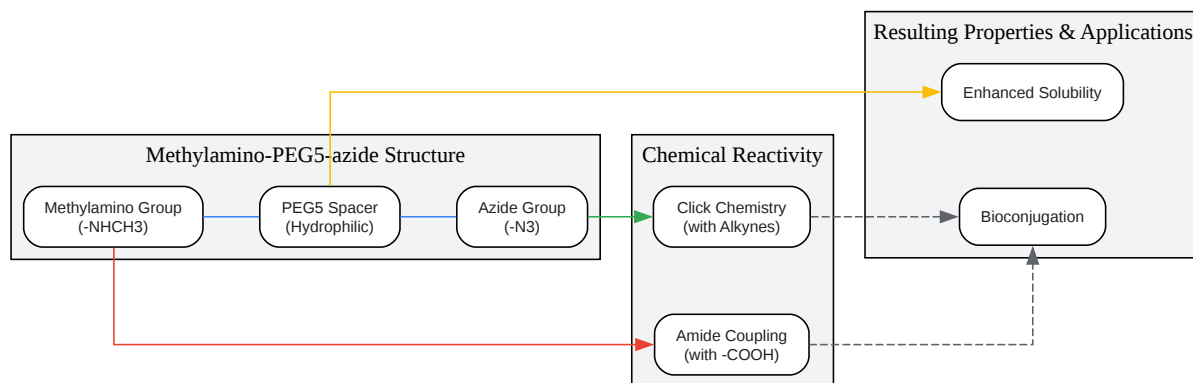 Resulting Properties & Applications
Enhanced Solubility
Methylamino-PEG5-azide Structure
Chemical Reactivity
Methylamino Group
(-NHCH3)
PEG5 Spacer
(Hydrophilic)
Azide Group
(-N3)
Click Chemistry
(with Alkynes)
Bioconjugation
Amide Coupling
(with -COOH)